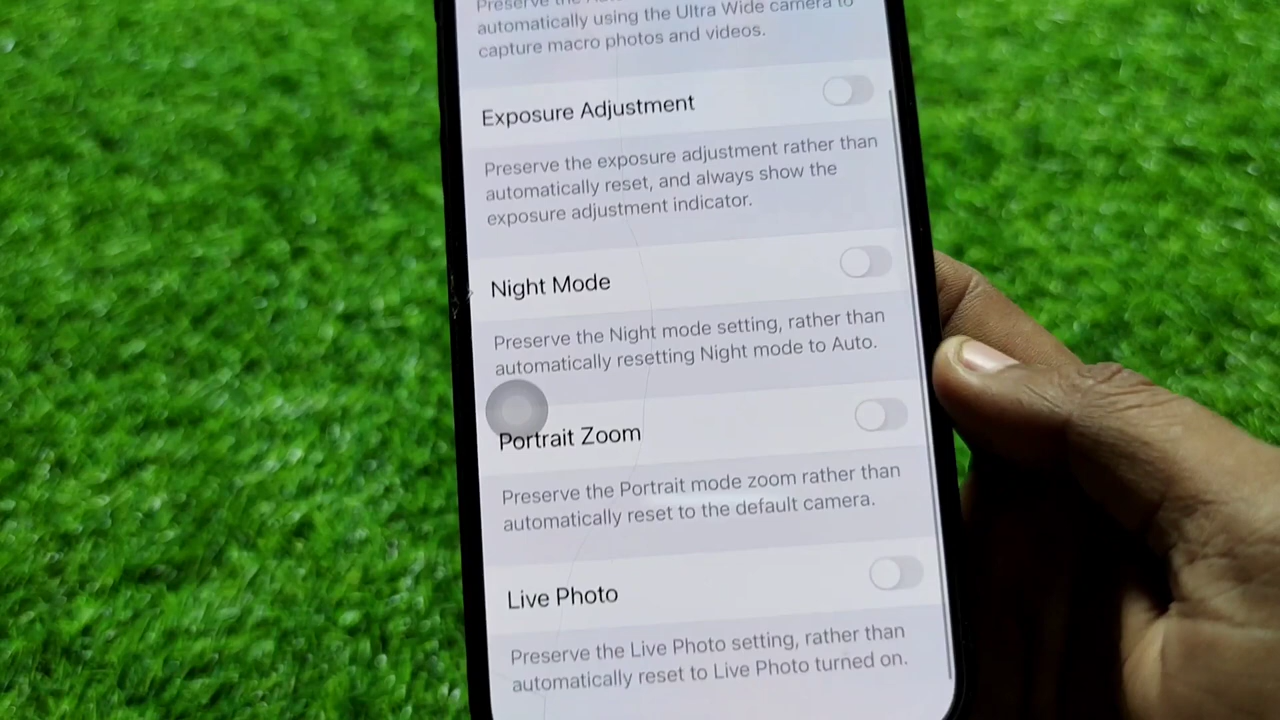 Preserve the
automatically using the Ultra Wide camera to
capture macro photos and videos.
Exposure Adjustment
Preserve the exposure adjustment rather than
automatically reset, and always show the
exposure adjustment indicator.
Night Mode
Preserve the Night mode setting, rather than
automatically resetting Night mode to Auto.
Portrait Zoom
Preserve the Portrait mode zoom rather than
automatically reset to the default camera.
Live Photo
Preserve the Live Photo setting, rather than
automatically reset to Live Photo turned on.